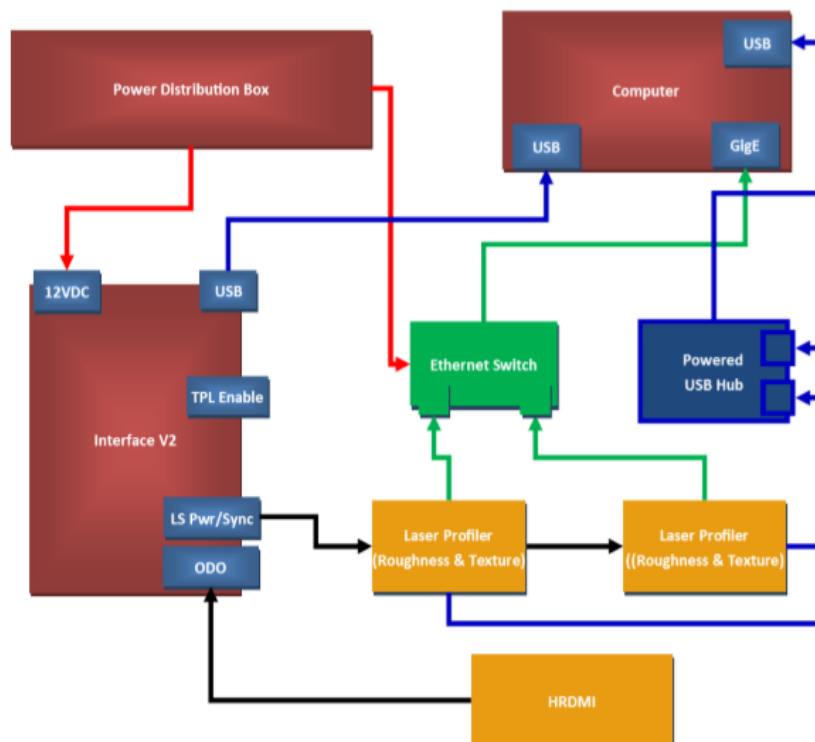 Power Distribution Box
USB
Computer
USB
GigE
12VDC
USB
Ethernet Switch
Powered
USB Hub
TPL Enable
Interface V2
LS Pwr/Sync
ODO
Laser Profiler
(Roughness & Texture)
Laser Profiler
((Roughness & Texture)
HRDMI